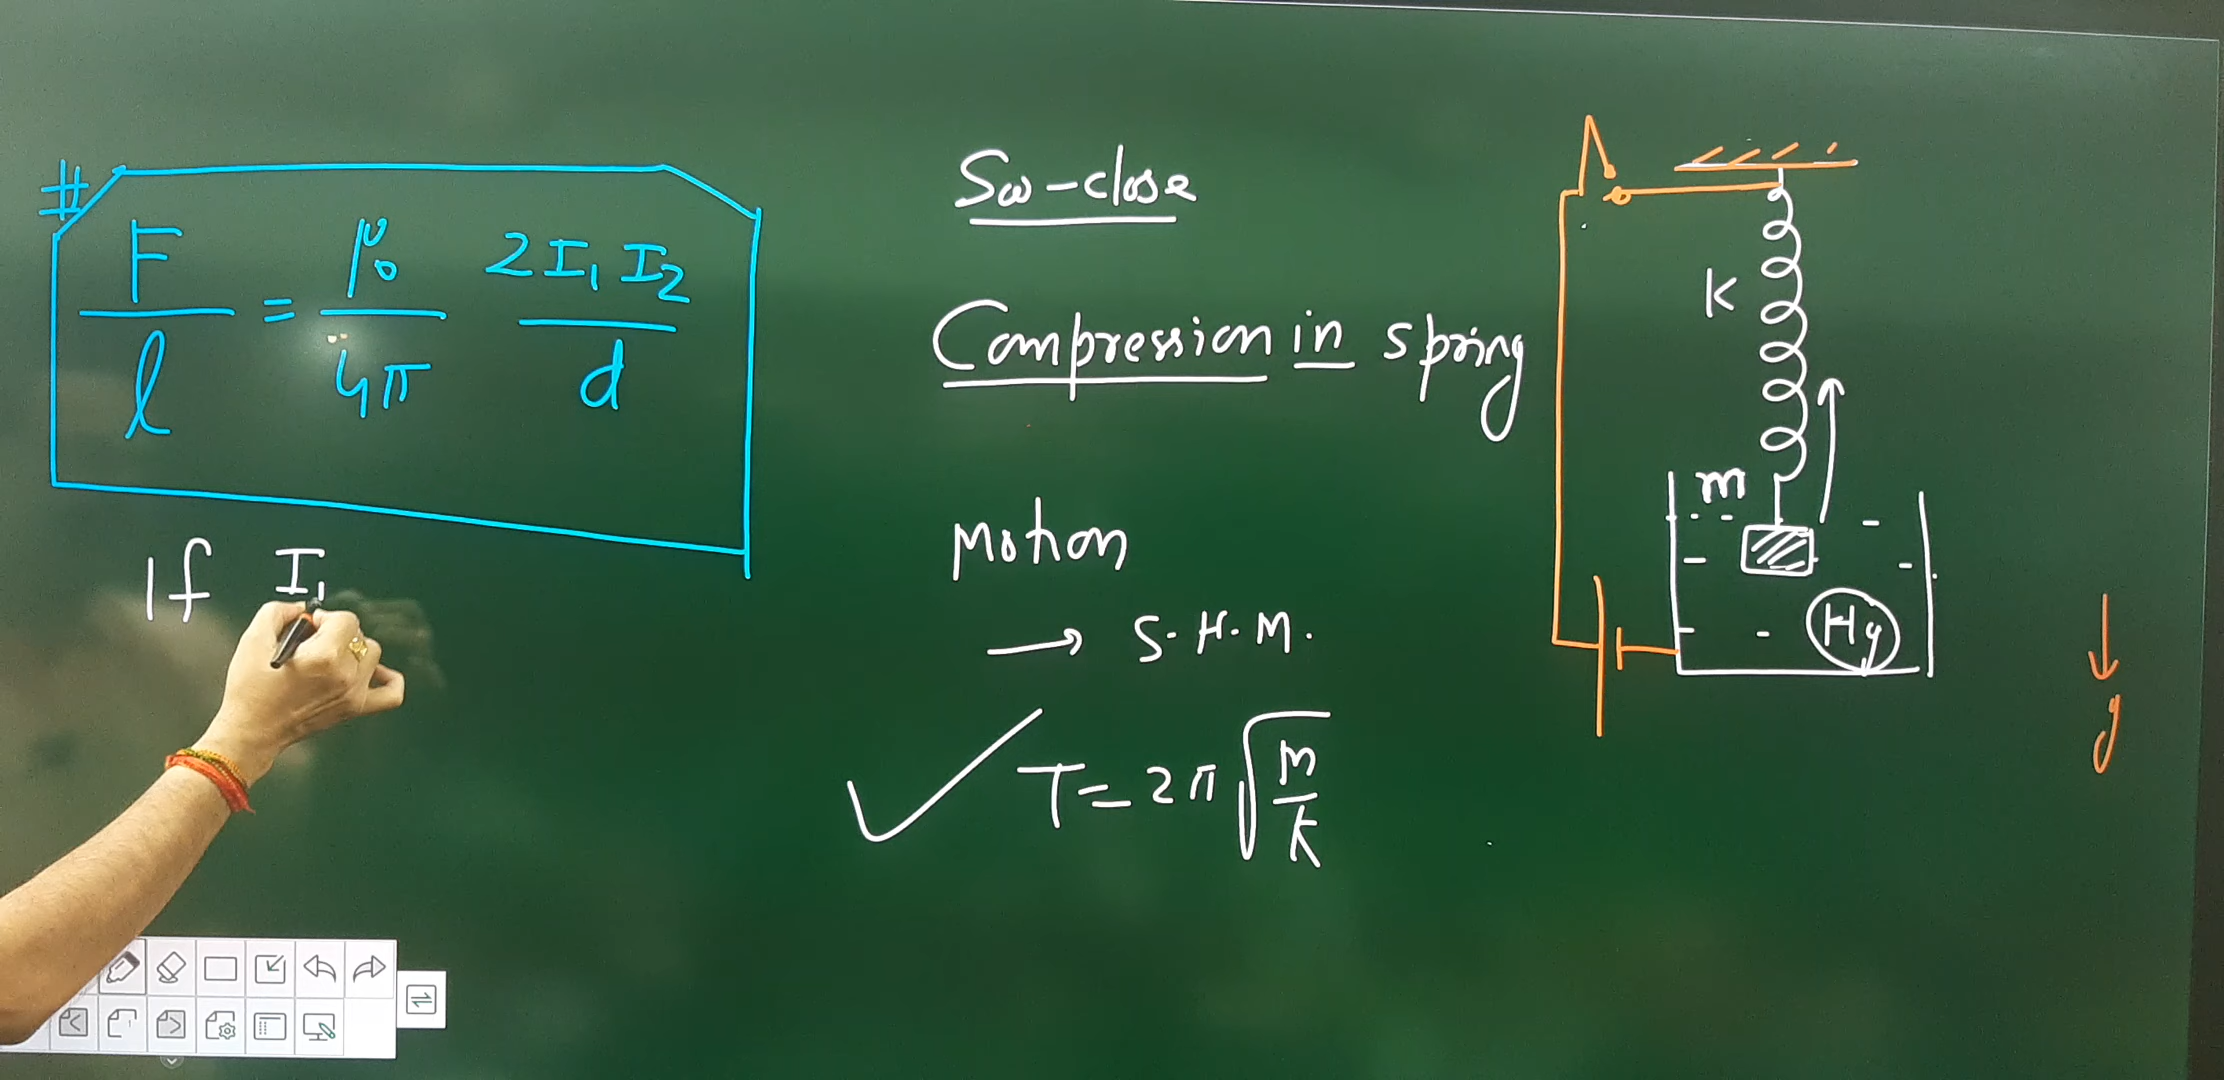 #
F/l = μ₀/4π 2I₁I₂/d
If I₁
Sw-close
Compression in spring
Motion
→ S.H.M.
T = 2π√(m/k)
K
m
Hg
g